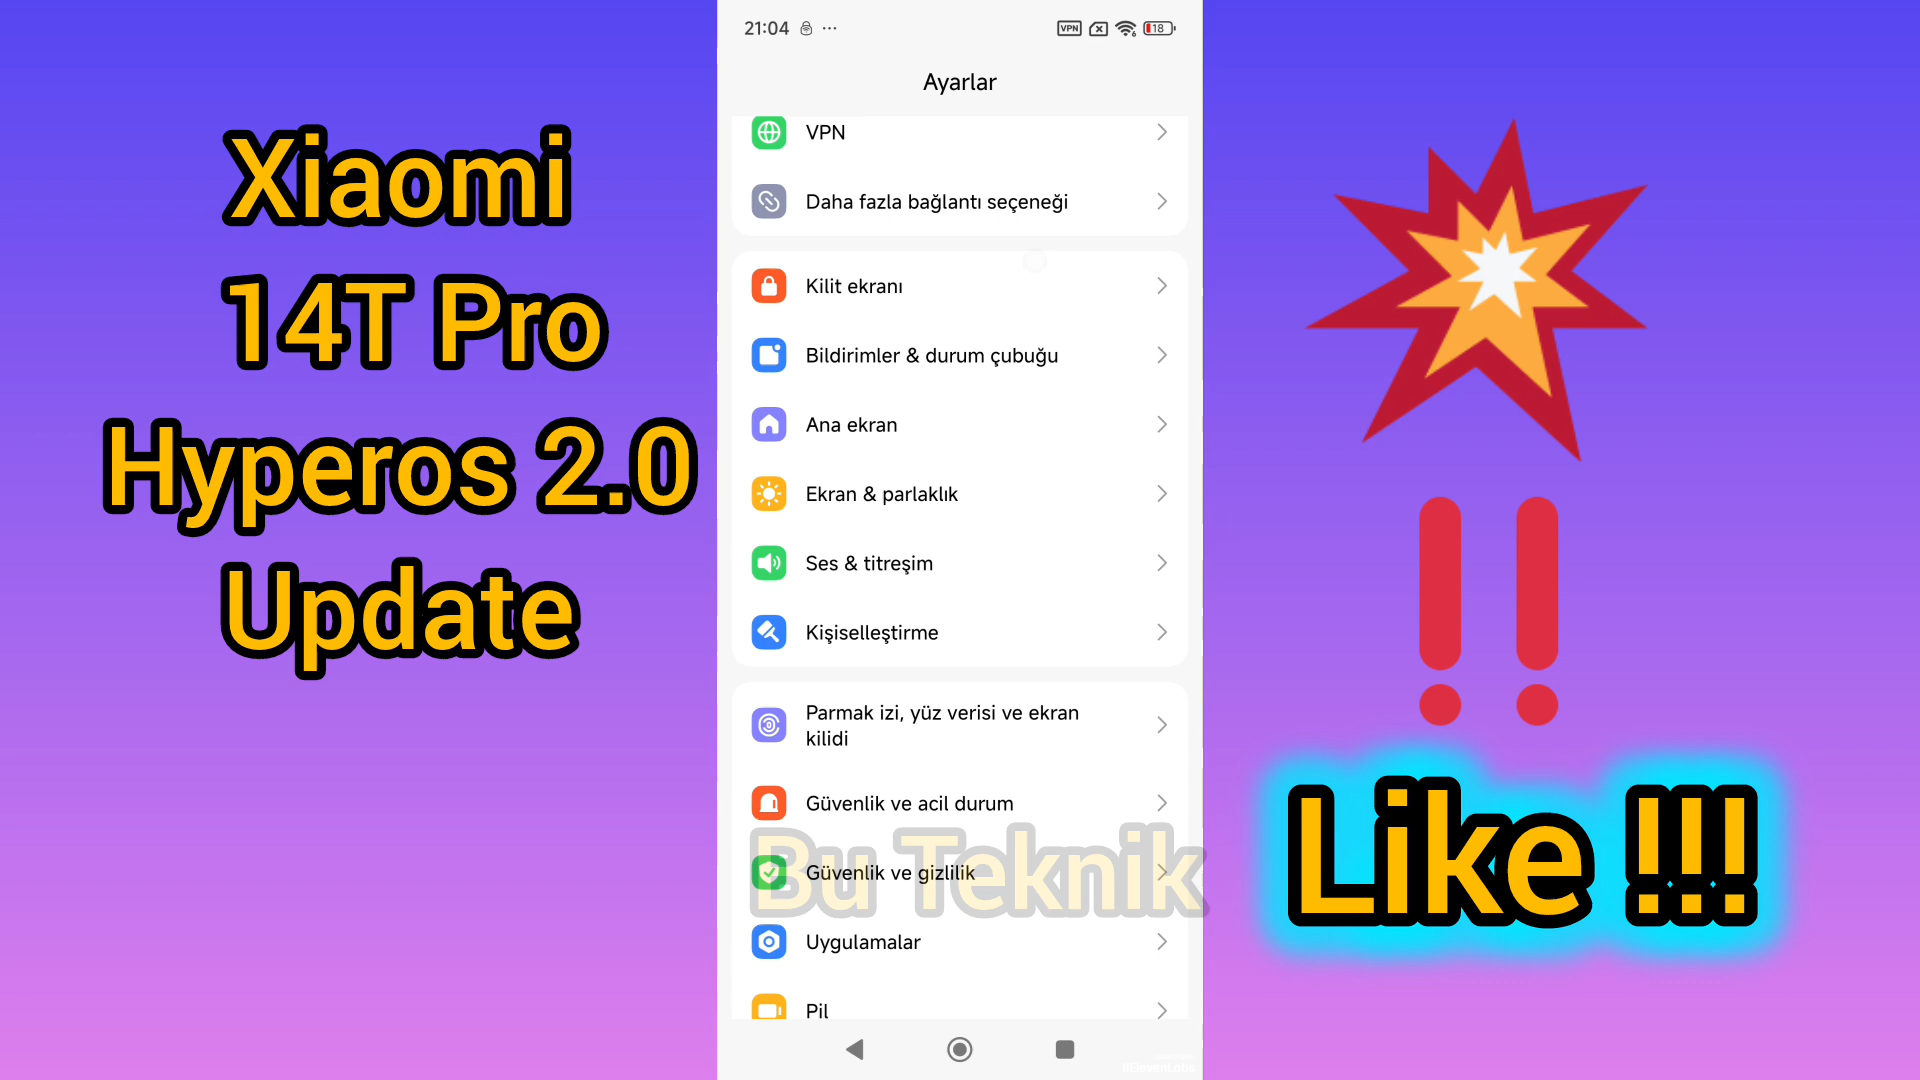 Xiaomi
14T Pro
Hyperos 2.0
Update
21:04
VPN
18
Ayarlar
VPN
Daha fazla bağlantı seçeneği
Kilit ekranı
Bildirimler & durum çubuğu
Ana ekran
Ekran & parlaklık
Ses & titreşim
Kişiselleştirme
Parmak izi, yüz verisi ve ekran
kilidi
Güvenlik ve acil durum
Güvenlik ve gizlilik
Bu Teknik
Uygulamalar
Pil
Like !!!